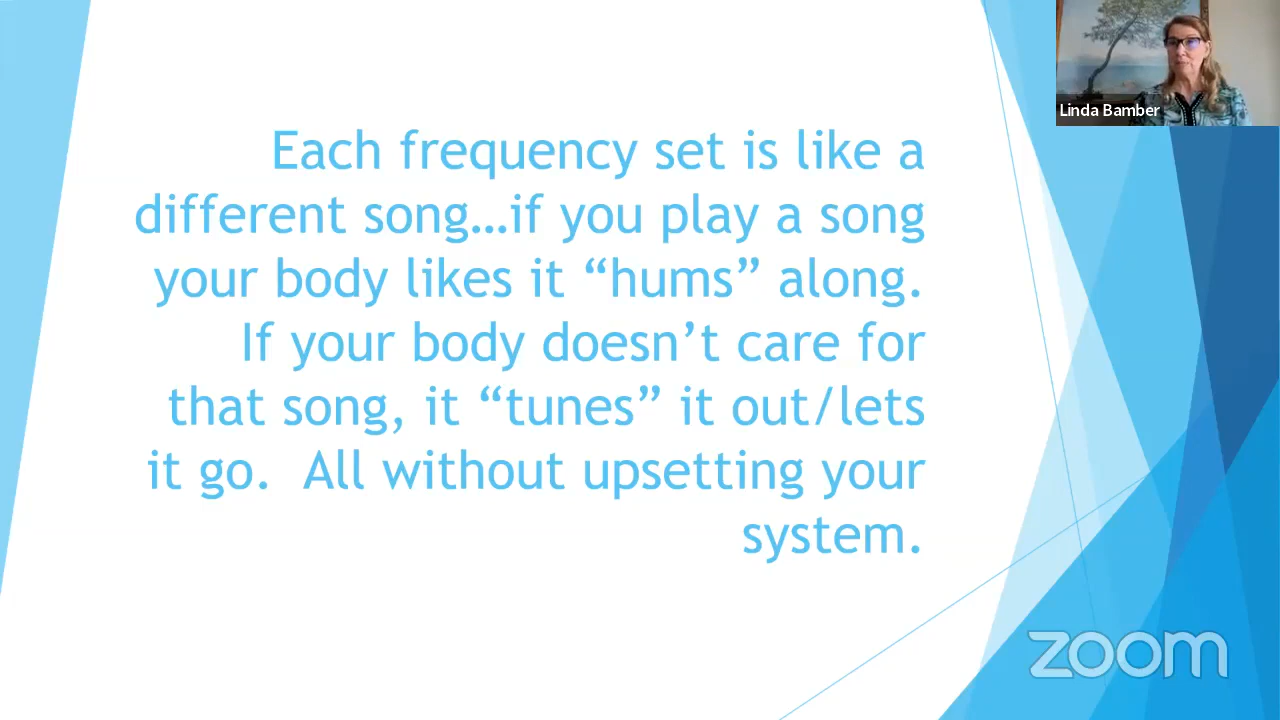 Linda Bamber
Each frequency set is like a
different song…if you play a song
your body likes it “hums” along.
If your body doesn’t care for
that song, it “tunes” it out/lets
it go.  All without upsetting your
system.
zoom